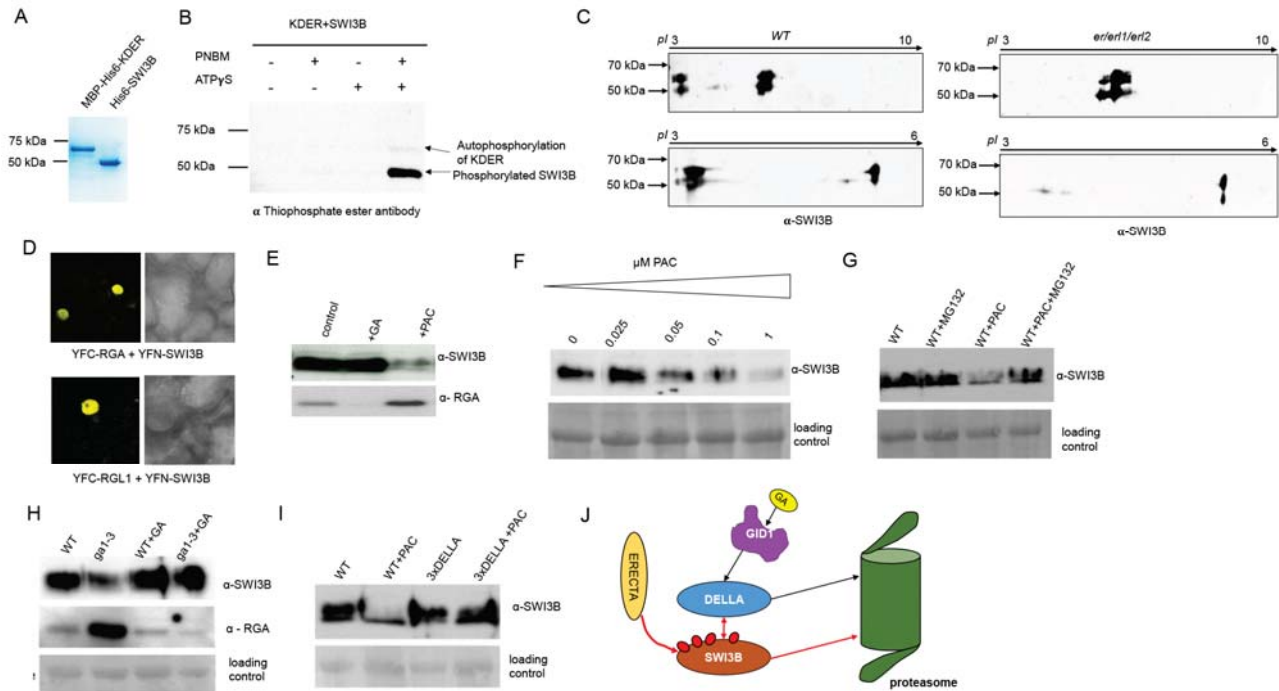 A
MBP-His6-KDER
His6-SWI3B
75 kDa
50 kDa
B
KDER+SWI3B
PNBM - + - +
ATPγS - - + +
75 kDa
50 kDa
Autophosphorylation
of KDER
Phosphorylated SWI3B
α Thiophosphate ester antibody
C
pI 3 WT 10
70 kDa
50 kDa
pI 3 6
70 kDa
50 kDa
α-SWI3B
pI 3 er/erl1/erl2 10
70 kDa
50 kDa
pI 3 6
70 kDa
50 kDa
α-SWI3B
D
YFC-RGA + YFN-SWI3B
YFC-RGL1 + YFN-SWI3B
E
control +GA +PAC
α-SWI3B
α- RGA
F
µM PAC
0 0.025 0.05 0.1 1
α-SWI3B
loading
control
G
WT WT+MG132 WT+PAC WT+PAC+MG132
α-SWI3B
loading
control
H
WT ga1-3 WT+GA ga1-3+GA
α-SWI3B
α - RGA
loading
control
I
WT WT+PAC 3xDELLA 3xDELLA +PAC
α-SWI3B
loading
control
J
GA
GID1
ERECTA
DELLA
SWI3B
proteasome